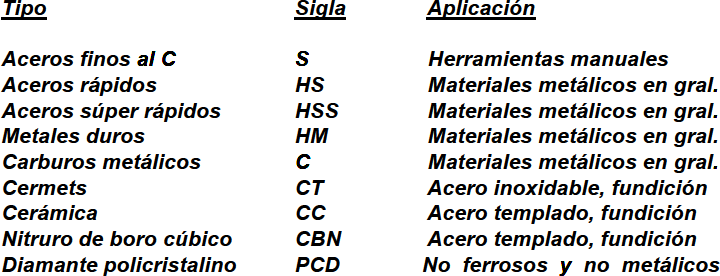 Tipo Sigla Aplicación
Aceros finos al C S Herramientas manuales
Aceros rápidos HS Materiales metálicos en gral.
Aceros súper rápidos HSS Materiales metálicos en gral.
Metales duros HM Materiales metálicos en gral.
Carburos metálicos C Materiales metálicos en gral.
Cermets CT Acero inoxidable, fundición
Cerámica CC Acero templado, fundición
Nitruro de boro cúbico CBN Acero templado, fundición
Diamante policristalino PCD No ferrosos y no metálicos